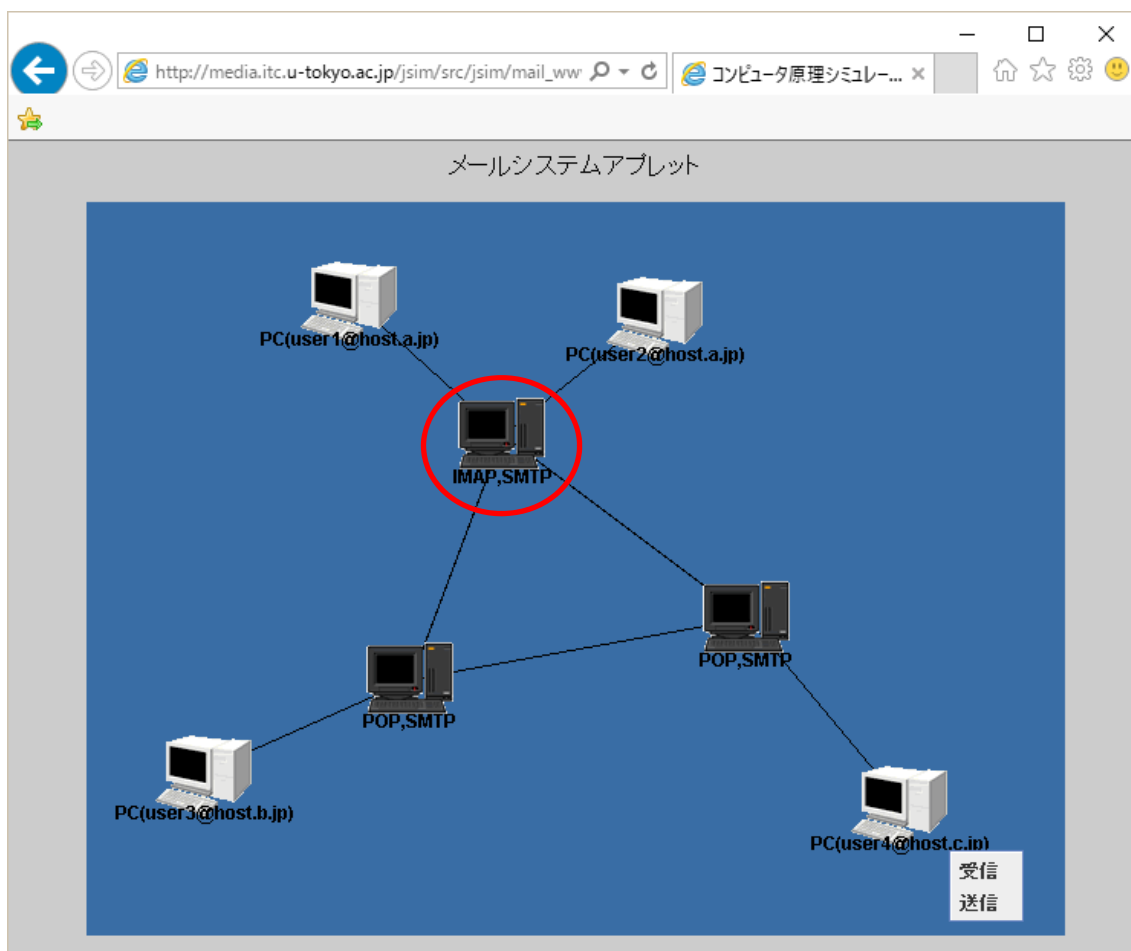 http://media.itc.u-tokyo.ac.jp/jsim/src/jsim/mail_ww
コンピュータ原理シミュレー...
メールシステムアプレット
PC(user1@host.a.jp)
PC(user2@host.a.jp)
IMAP,SMTP
POP,SMTP
POP,SMTP
PC(user3@host.b.jp)
PC(user4@host.c.jp)
受信
送信